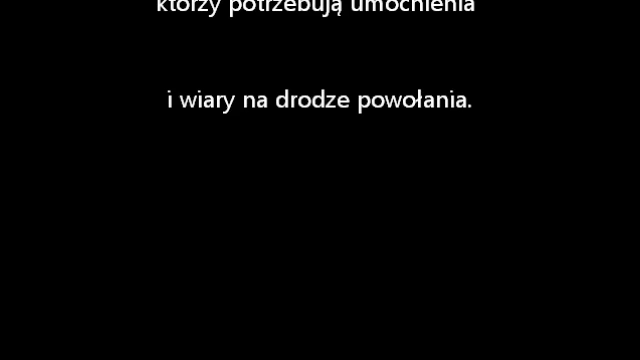 którzy potrzebują umocnienia
i wiary na drodze powołania.